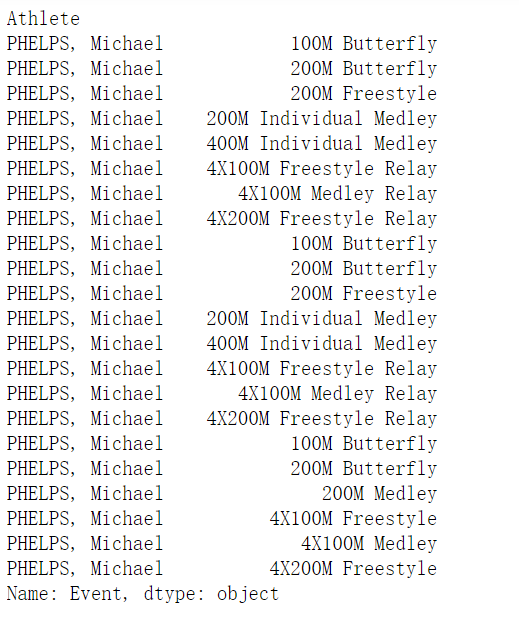 Athlete
PHELPS, Michael 100M Butterfly
PHELPS, Michael 200M Butterfly
PHELPS, Michael 200M Freestyle
PHELPS, Michael 200M Individual Medley
PHELPS, Michael 400M Individual Medley
PHELPS, Michael 4X100M Freestyle Relay
PHELPS, Michael 4X100M Medley Relay
PHELPS, Michael 4X200M Freestyle Relay
PHELPS, Michael 100M Butterfly
PHELPS, Michael 200M Butterfly
PHELPS, Michael 200M Freestyle
PHELPS, Michael 200M Individual Medley
PHELPS, Michael 400M Individual Medley
PHELPS, Michael 4X100M Freestyle Relay
PHELPS, Michael 4X100M Medley Relay
PHELPS, Michael 4X200M Freestyle Relay
PHELPS, Michael 100M Butterfly
PHELPS, Michael 200M Butterfly
PHELPS, Michael 200M Medley
PHELPS, Michael 4X100M Freestyle
PHELPS, Michael 4X100M Medley
PHELPS, Michael 4X200M Freestyle
Name: Event, dtype: object